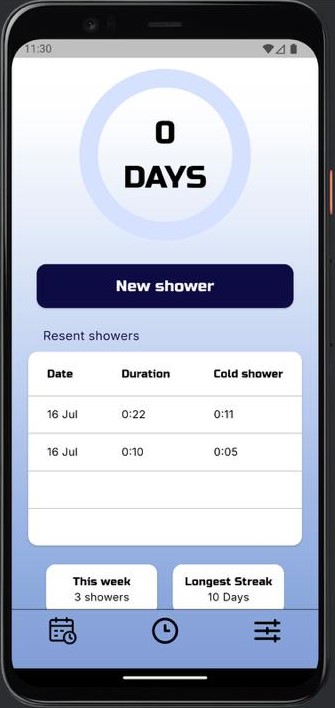 11:30
0
DAYS
New shower
Resent showers
Date Duration Cold shower
16 Jul 0:22 0:11
16 Jul 0:10 0:05
This week Longest Streak
3 showers 10 Days